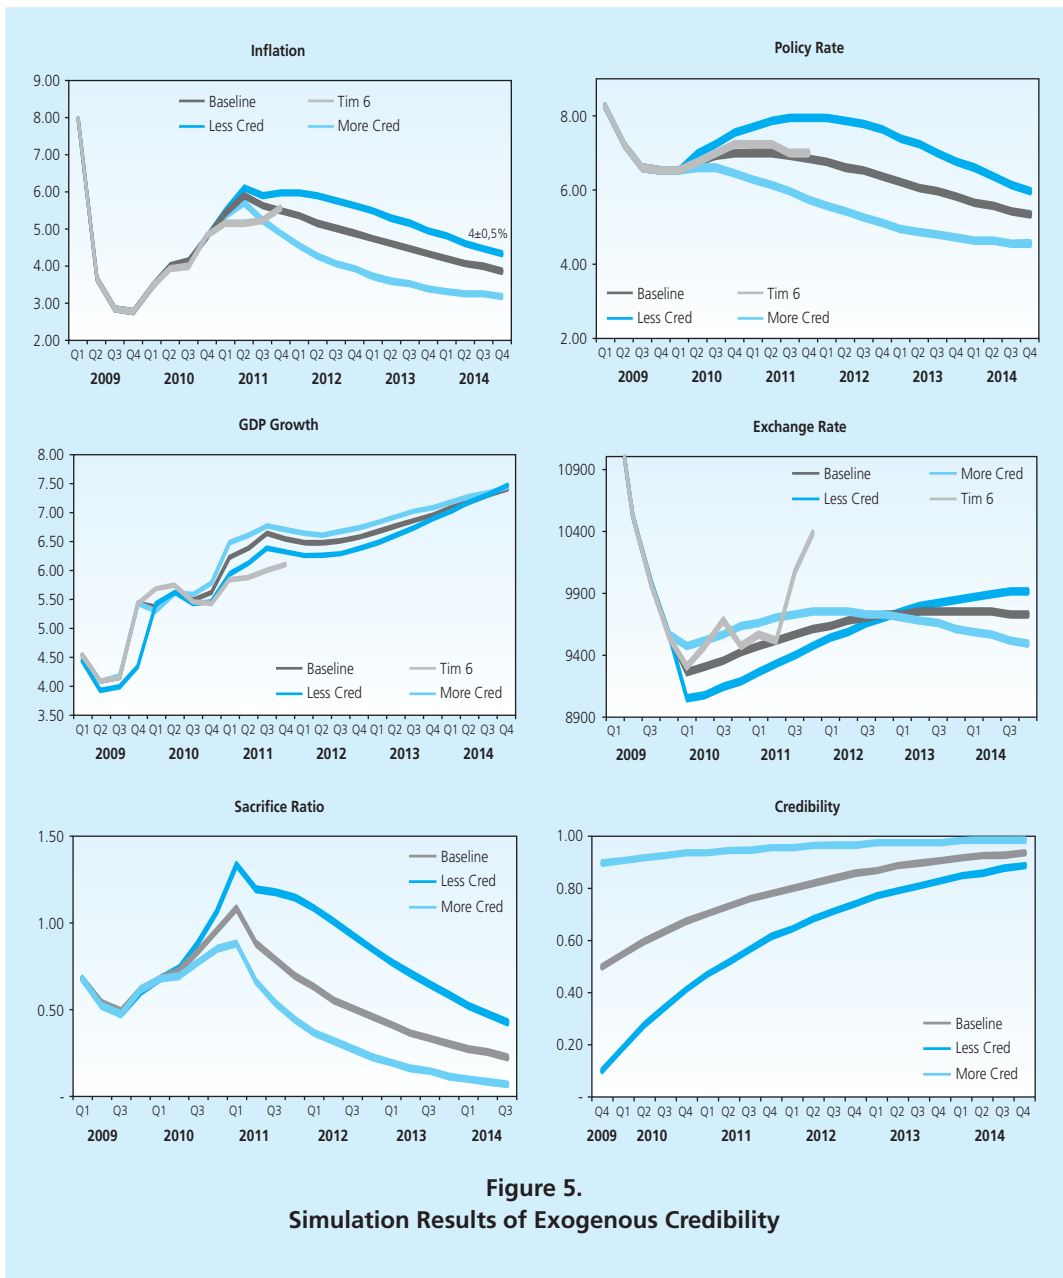 Inflation
9.00
8.00
7.00
6.00
5.00
4.00
3.00
2.00
Baseline Tim 6
Less Cred More Cred
4±0,5%
Q1 Q2 Q3 Q4 Q1 Q2 Q3 Q4 Q1 Q2 Q3 Q4 Q1 Q2 Q3 Q4 Q1 Q2 Q3 Q4 Q1 Q2 Q3 Q4
2009 2010 2011 2012 2013 2014
Policy Rate
8.00
6.00
4.00
2.00
Baseline Tim 6
Less Cred More Cred
Q1 Q2 Q3 Q4 Q1 Q2 Q3 Q4 Q1 Q2 Q3 Q4 Q1 Q2 Q3 Q4 Q1 Q2 Q3 Q4 Q1 Q2 Q3 Q4
2009 2010 2011 2012 2013 2014
GDP Growth
8.00
7.50
7.00
6.50
6.00
5.50
5.00
4.50
4.00
3.50
Baseline Tim 6
Less Cred More Cred
Q1 Q2 Q3 Q4 Q1 Q2 Q3 Q4 Q1 Q2 Q3 Q4 Q1 Q2 Q3 Q4 Q1 Q2 Q3 Q4 Q1 Q2 Q3 Q4
2009 2010 2011 2012 2013 2014
Exchange Rate
10900
10400
9900
9400
8900
Baseline More Cred
Less Cred Tim 6
Q1 Q3 Q1 Q3 Q1 Q3 Q1 Q3 Q1 Q3 Q1 Q3
2009 2010 2011 2012 2013 2014
Sacrifice Ratio
1.50
1.00
0.50
-
Baseline
Less Cred
More Cred
Q1 Q3 Q1 Q3 Q1 Q3 Q1 Q3 Q1 Q3 Q1 Q3
2009 2010 2011 2012 2013 2014
Credibility
1.00
0.80
0.60
0.40
0.20
-
Baseline
Less Cred
More Cred
Q4 Q1 Q2 Q3 Q4 Q1 Q2 Q3 Q4 Q1 Q2 Q3 Q4 Q1 Q2 Q3 Q4 Q1 Q2 Q3 Q4
2009 2010 2011 2012 2013 2014
Figure 5.
Simulation Results of Exogenous Credibility